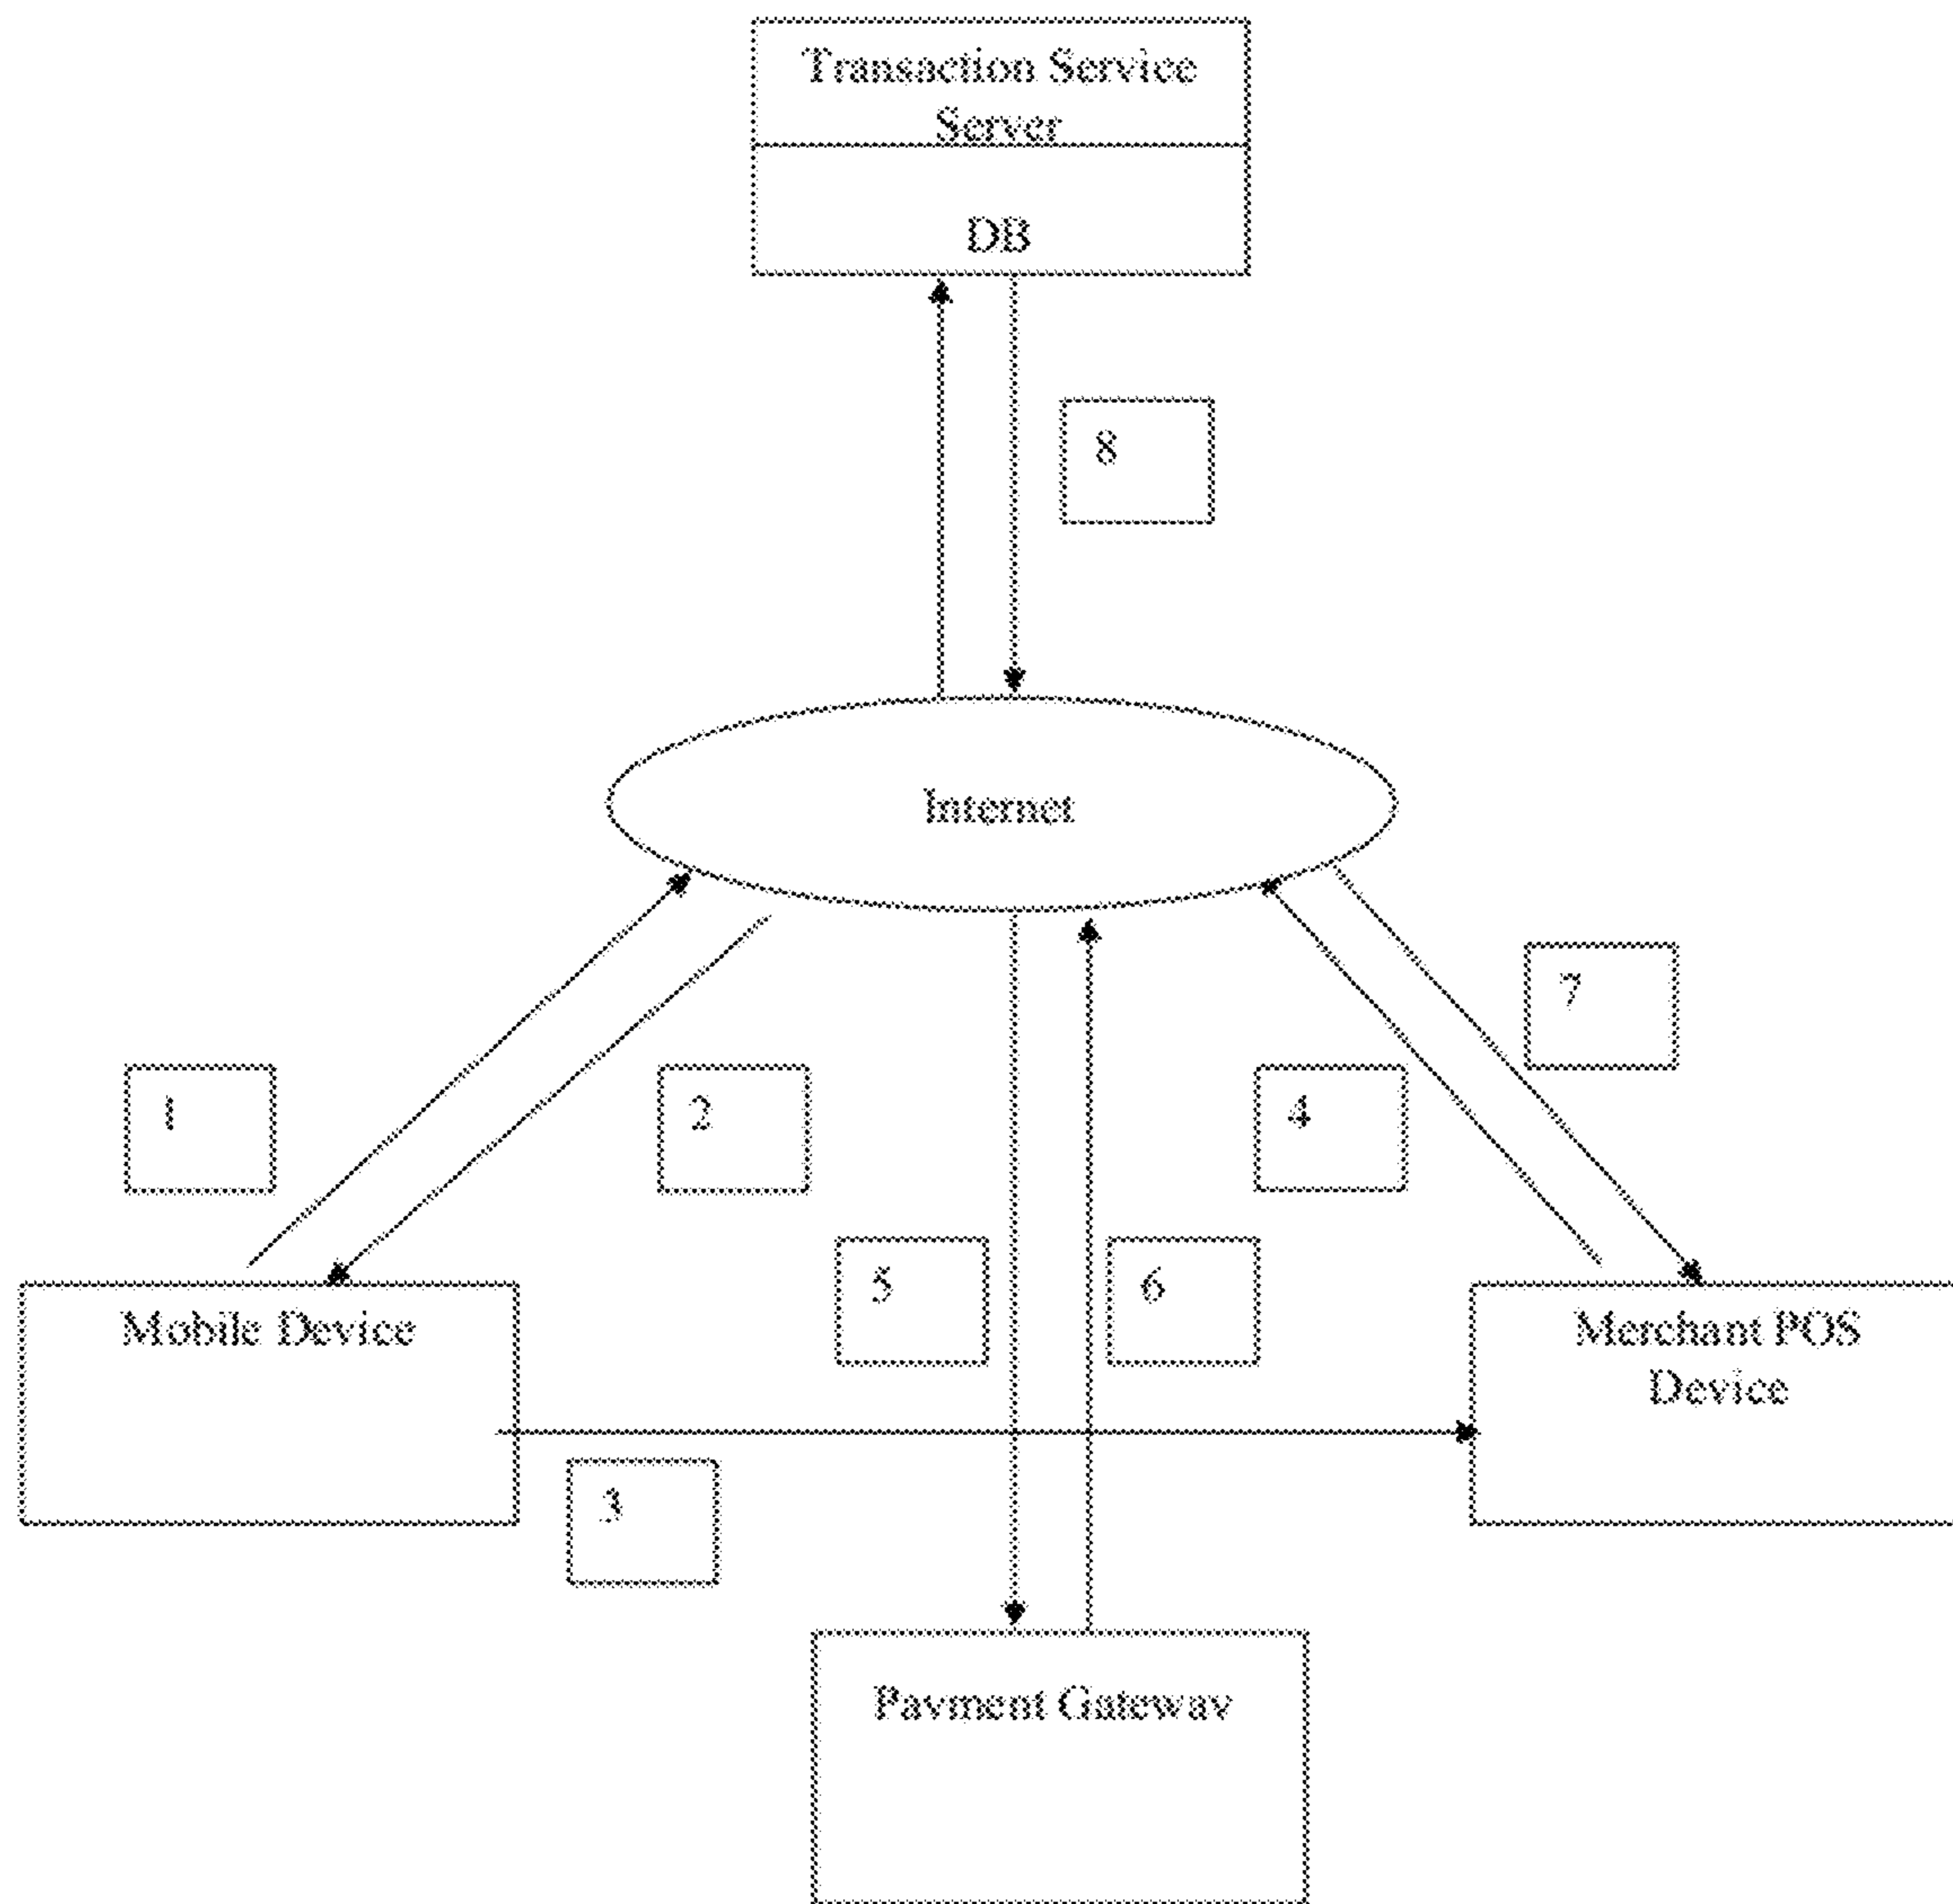 Transaction Service
Server
DB
8
Internet
7
1
2
4
5
6
Mobile Device
Merchant POS
Device
3
Payment Gateway